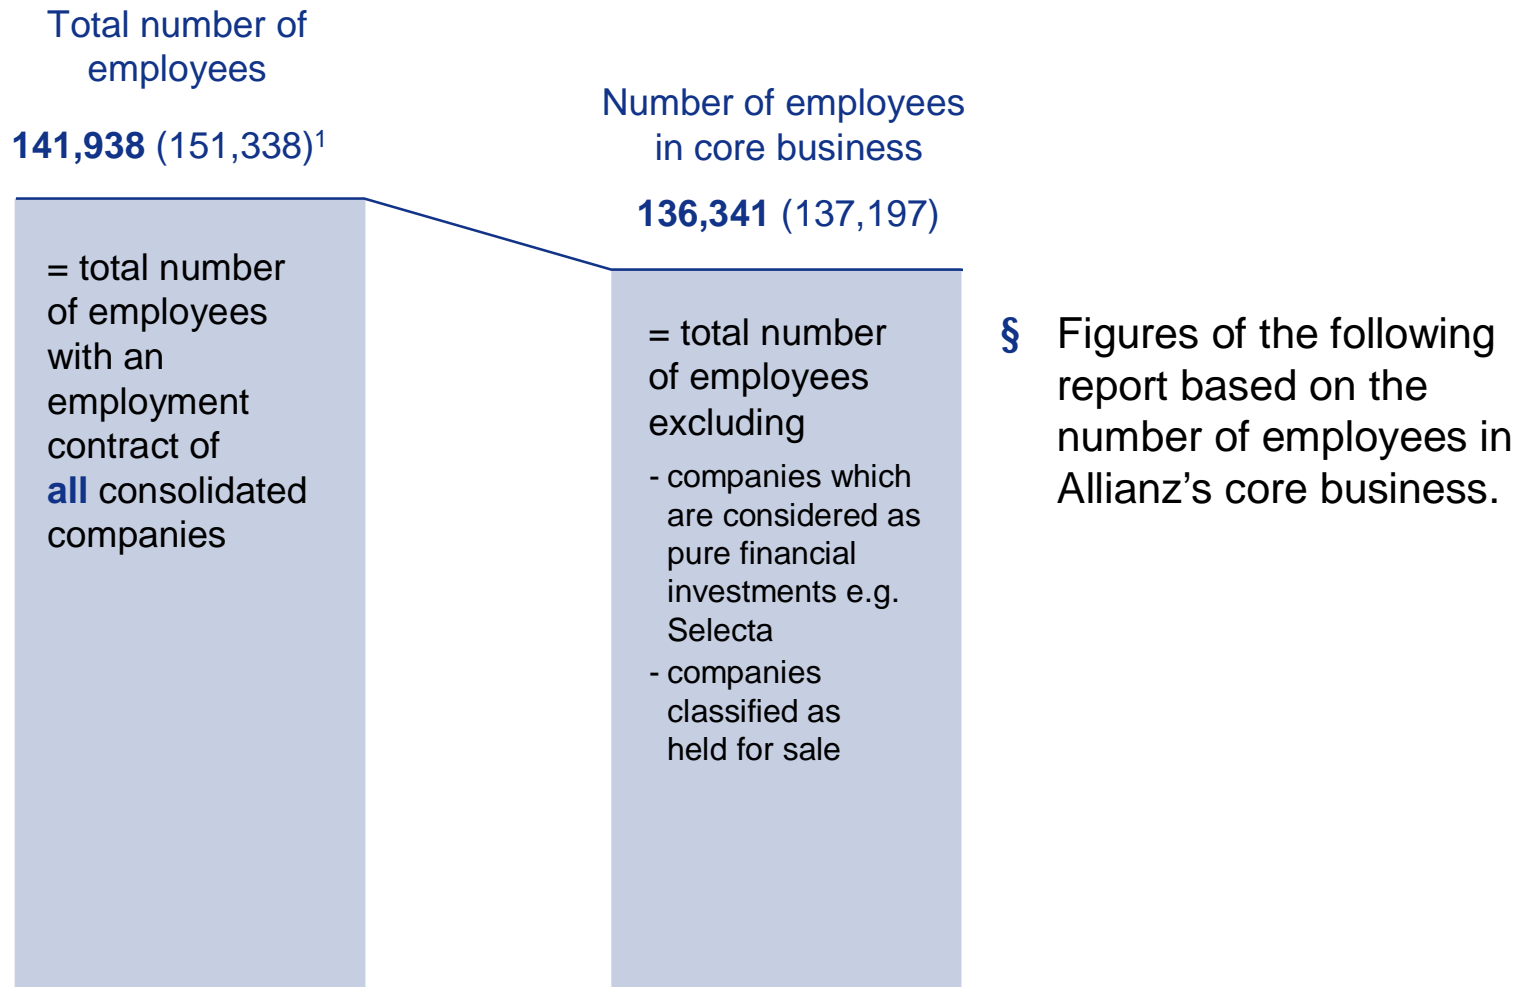 Total number of
employees
141,938 (151,338)¹
= total number
of employees
with an
employment
contract of
all consolidated
companies
Number of employees
in core business
136,341 (137,197)
= total number
of employees
excluding
- companies which
are considered as
pure financial
investments e.g.
Selecta
- companies
classified as
held for sale
§ Figures of the following
report based on the
number of employees in
Allianz’s core business.